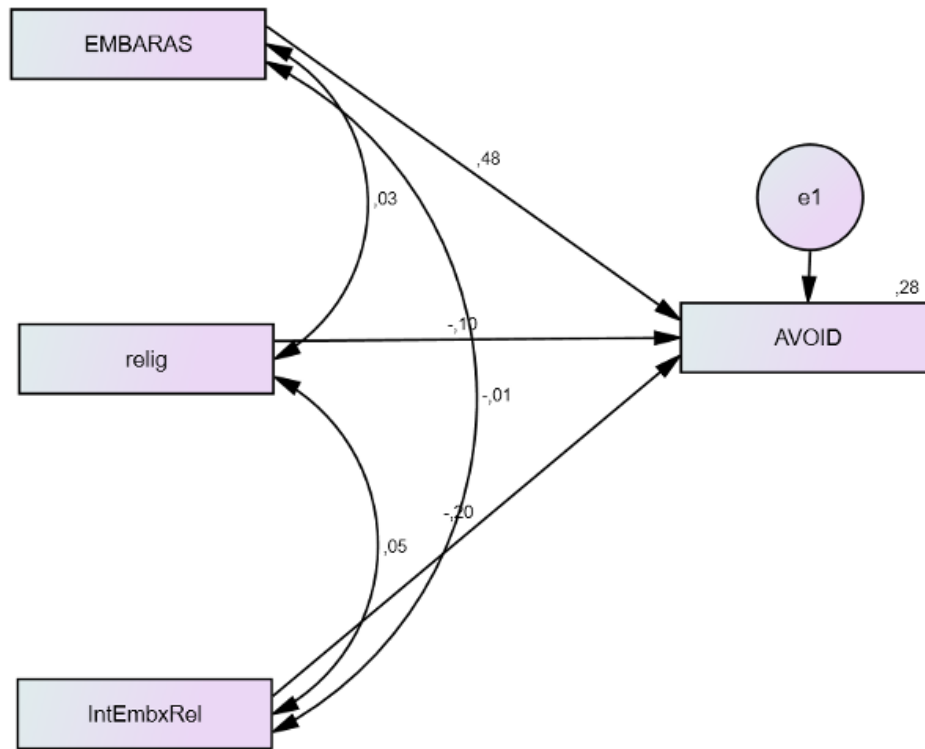 EMBARAS
,48
e1
,03
,28
-,10
AVOID
relig
-,01
-,20
,05
IntEmbxRel